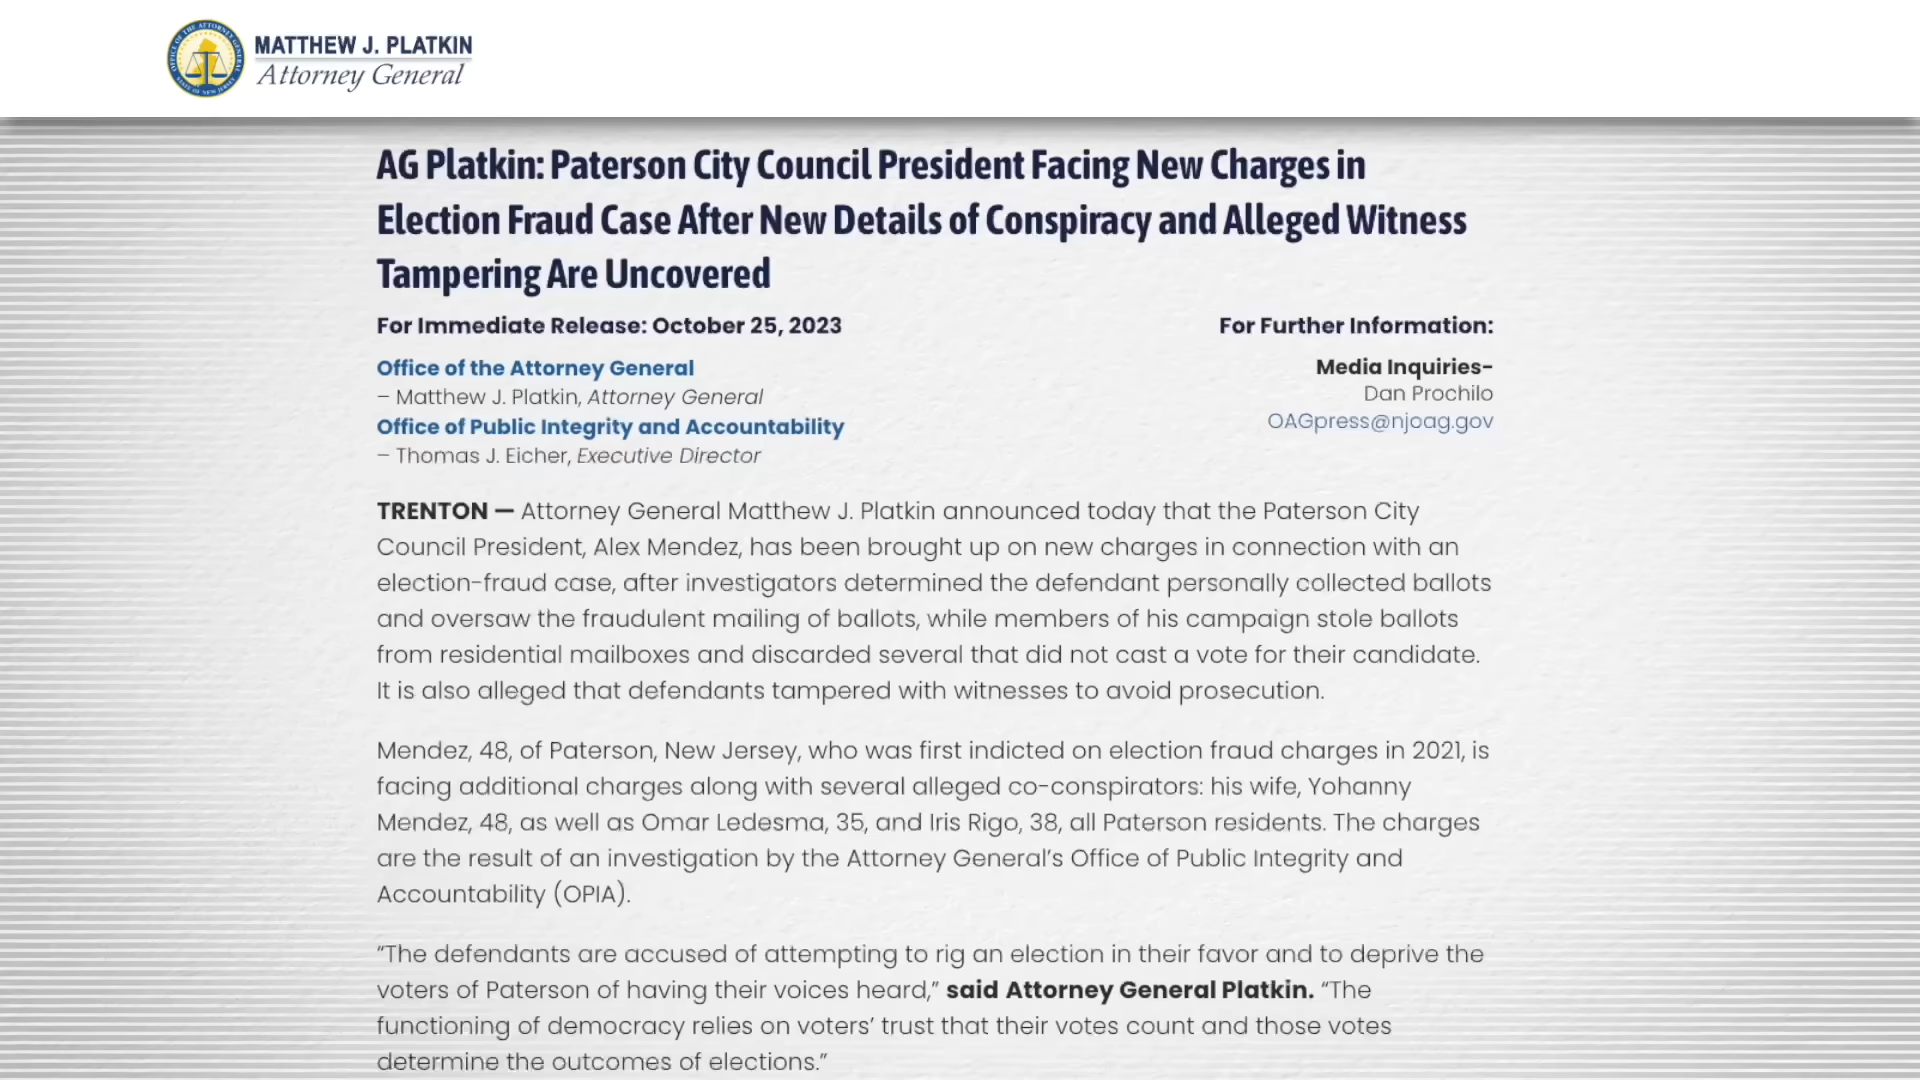 MATTHEW J. PLATKIN
Attorney General
AG Platkin: Paterson City Council President Facing New Charges in
Election Fraud Case After New Details of Conspiracy and Alleged Witness
Tampering Are Uncovered
For Immediate Release: October 25, 2023
For Further Information:
Office of the Attorney General
– Matthew J. Platkin, Attorney General
Office of Public Integrity and Accountability
– Thomas J. Eicher, Executive Director
Media Inquiries-
Dan Prochilo
OAGpress@njoag.gov
TRENTON — Attorney General Matthew J. Platkin announced today that the Paterson City
Council President, Alex Mendez, has been brought up on new charges in connection with an
election-fraud case, after investigators determined the defendant personally collected ballots
and oversaw the fraudulent mailing of ballots, while members of his campaign stole ballots
from residential mailboxes and discarded several that did not cast a vote for their candidate.
It is also alleged that defendants tampered with witnesses to avoid prosecution.
Mendez, 48, of Paterson, New Jersey, who was first indicted on election fraud charges in 2021, is
facing additional charges along with several alleged co-conspirators: his wife, Yohanny
Mendez, 48, as well as Omar Ledesma, 35, and Iris Rigo, 38, all Paterson residents. The charges
are the result of an investigation by the Attorney General’s Office of Public Integrity and
Accountability (OPIA).
“The defendants are accused of attempting to rig an election in their favor and to deprive the
voters of Paterson of having their voices heard,” said Attorney General Platkin. “The
functioning of democracy relies on voters’ trust that their votes count and those votes
determine the outcomes of elections.”